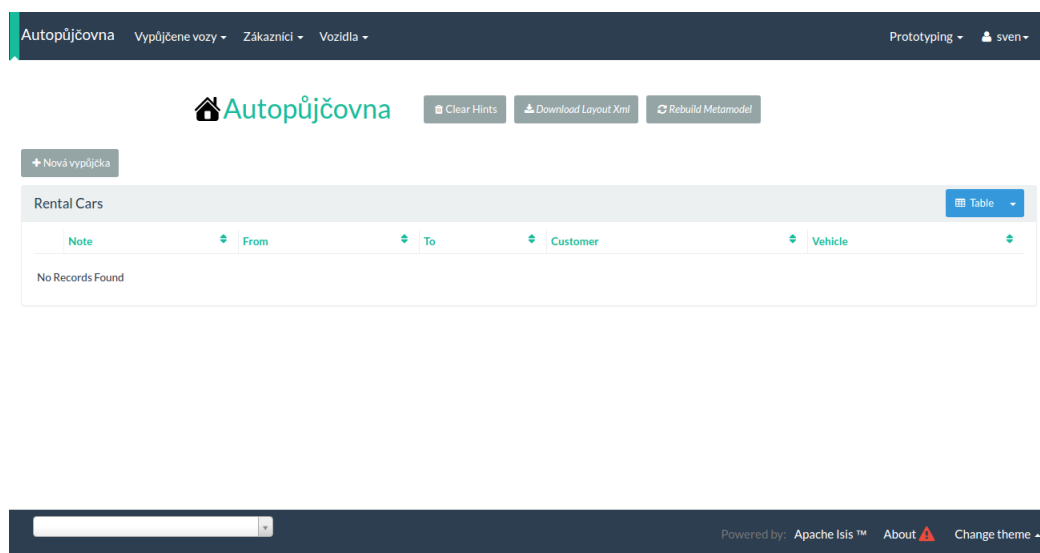 Autopůjčovna Vypůjčene vozy Zákazníci Vozidla Prototyping sven
Autopůjčovna Clear Hints Download Layout Xml Rebuild Metamodel
Nová vypůjčka
Rental Cars Table
Note From To Customer Vehicle
No Records Found
Powered by: Apache Isis ™ About Change theme